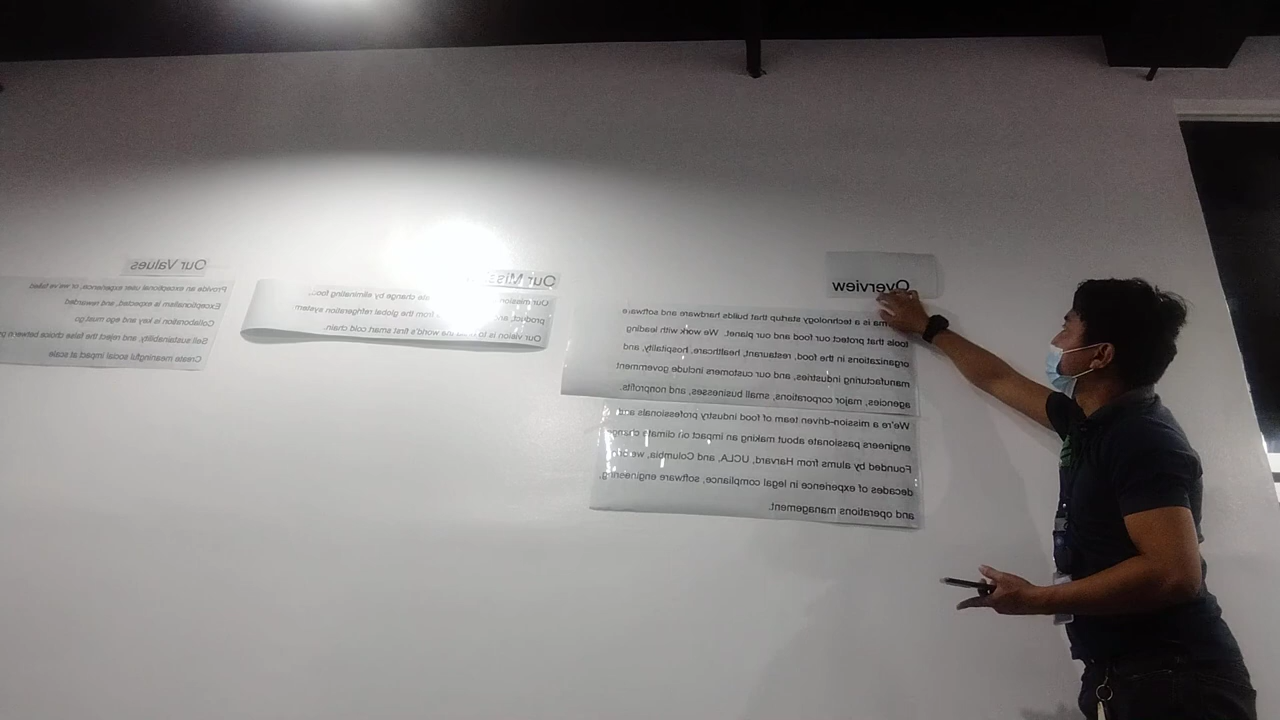 Overview
is a technology startup that builds hardware and software
tools that protect our food and our planet. We work with leading
organizations in the food, restaurant, healthcare, hospitality, and
manufacturing industries, and our customers include government
agencies, major corporations, small businesses, and nonprofits.
We're a mission-driven team of food industry professionals and
engineers passionate about making an impact on climate change
Founded by alums from Harvard, UCLA, and Columbia, we
decades of experience in legal compliance, software engineering,
and operations management.
Our
Our mission change by eliminating
product, from the global refrigeration system
Our vision is to the world's first smart cold chain.
Our Values
Provide an exceptional user experience, or we've failed
Exceptionalism is expected, and rewarded
Collaboration is key and ego malign
Sell sustainability, and reject the false choice between
Create meaningful social impact at scale